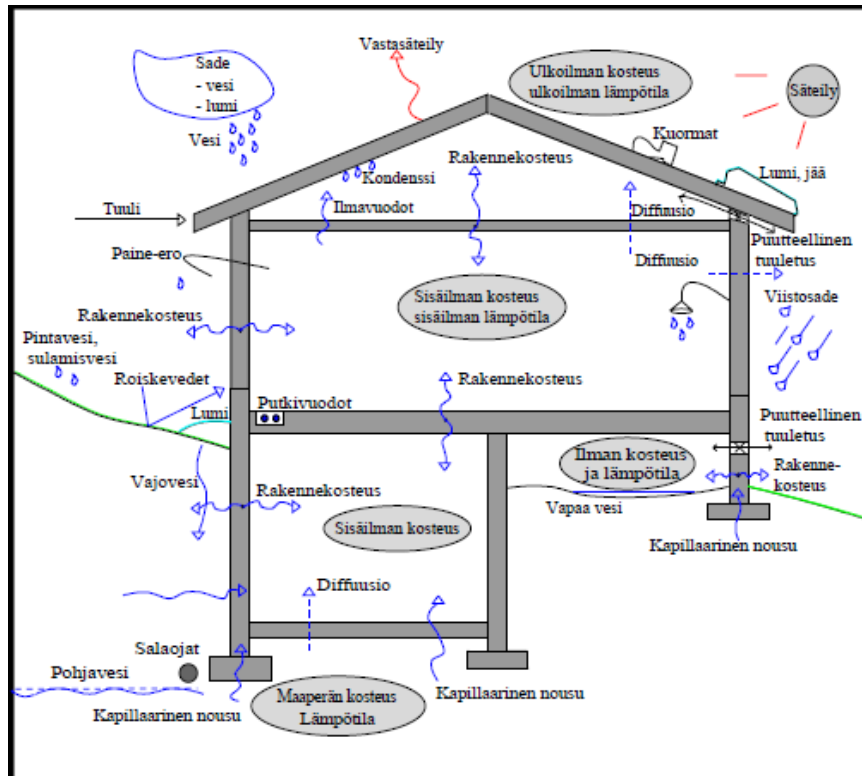 Vastasäteily
Sade
- vesi
- lumi
Ulkoilman kosteus
ulkoilman lämpötila
Säteily
Vesi
Kuormat
Rakennekosteus
Kondenssi
Lumi, jää
Tuuli
Ilmavuodot
Diffuusio
Puutteellinen
tuuletus
Paine-ero
Diffuusio
Sisäilman kosteus
sisäilman lämpötila
Viistosade
Rakennekosteus
Pintavesi,
sulamisvesi
Roiskevedet
Rakennekosteus
Lumi
Putkivuodot
Puutteellinen
tuuletus
Ilman kosteus
ja lämpötila
Rakenne-
kosteus
Vajovesi
Rakennekosteus
Vapaa vesi
Sisäilman kosteus
Kapillaarinen nousu
Diffuusio
Salaojat
Pohjavesi
Maaperän kosteus
Lämpötila
Kapillaarinen nousu
Kapillaarinen nousu